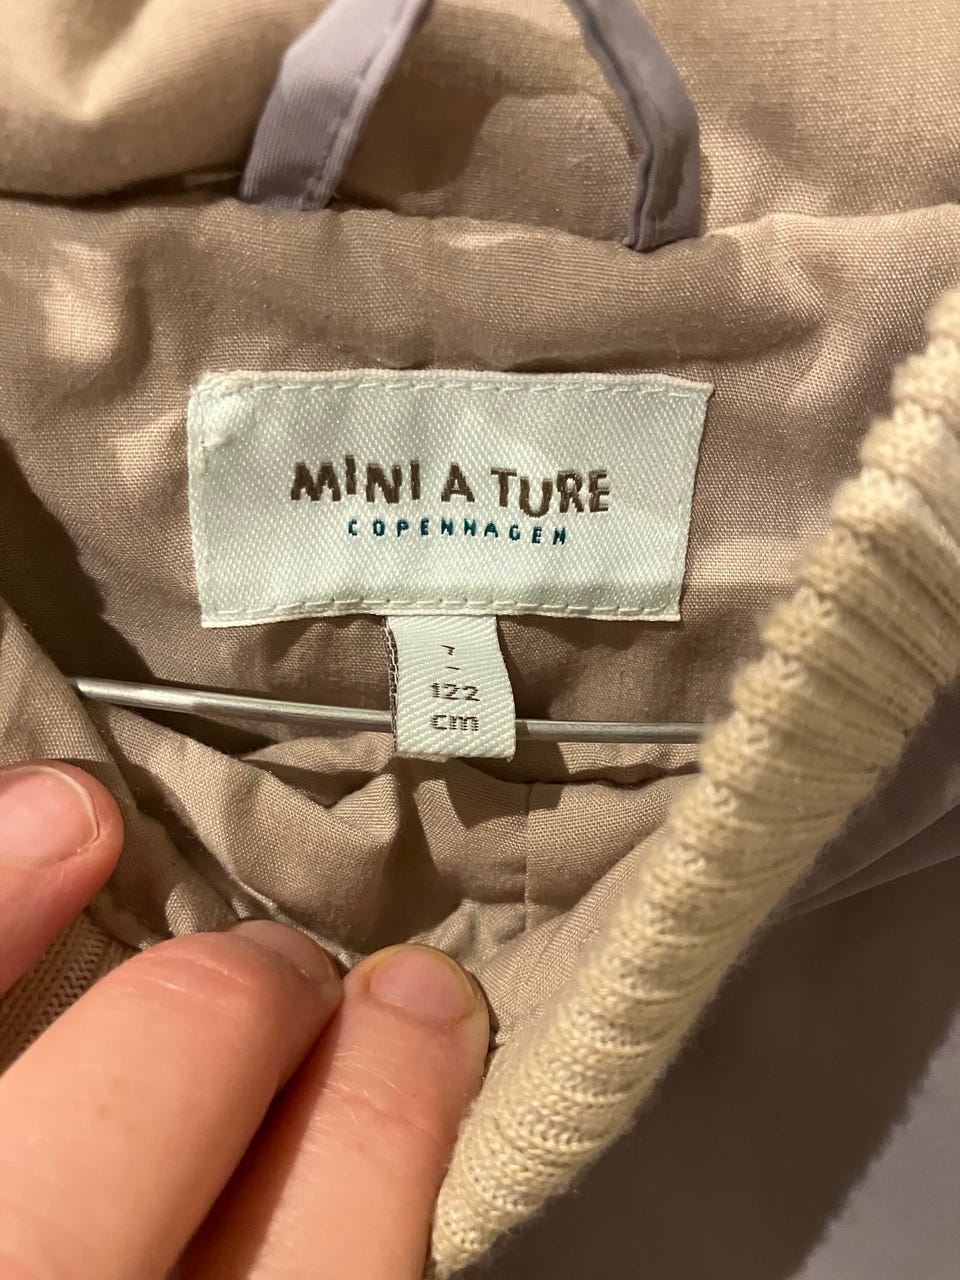 MINI A TURE
COPENHAGEN
7
-
122
cm